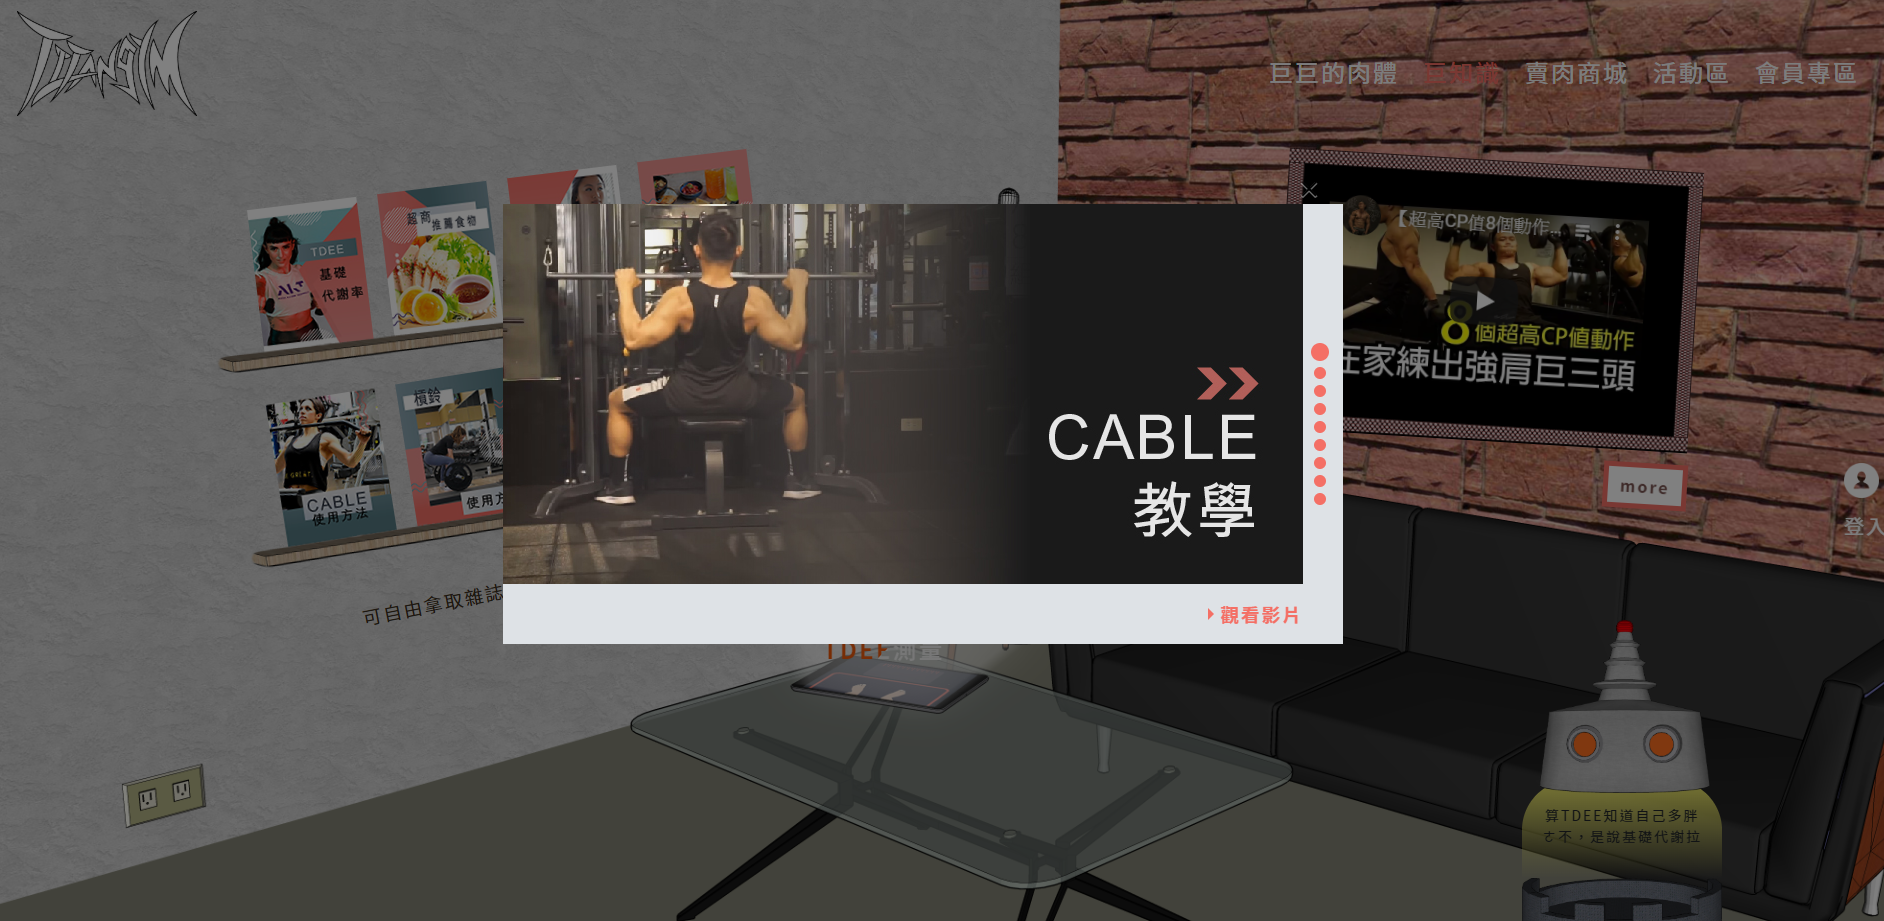 TITANGYM
巨巨的肉體
巨知識
賣肉商城
活動區
會員專區
TDEE
基礎
代謝率
超商
推薦食物
CABLE
使用方法
槓鈴
使用方
可自由拿取雜誌
CABLE
教學
觀看影片
【超高CP值8個動作...
8個超高CP值動作
在家練出強肩巨三頭
more
登入
TDEE測量
算TDEE知道自己多胖
ㄜ不，是說基礎代謝拉